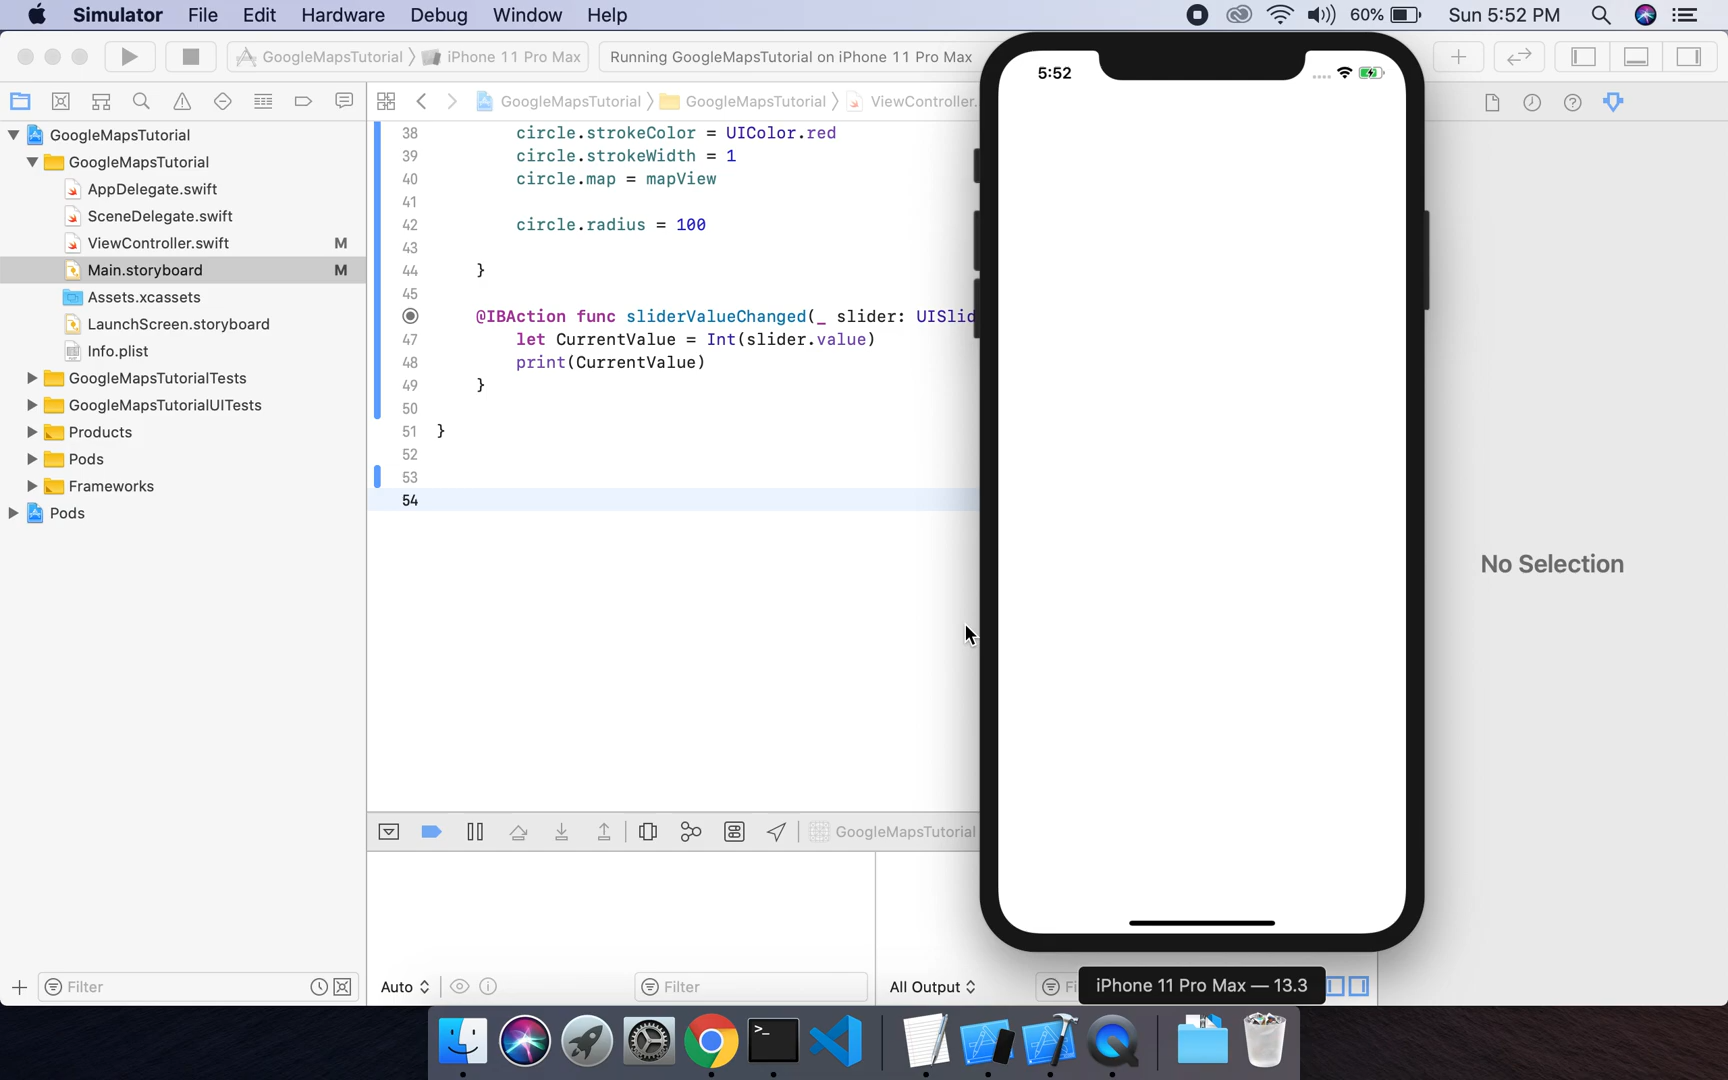 Simulator File Edit Hardware Debug Window Help 60% Sun 5:52 PM
GoogleMapsTutorial iPhone 11 Pro Max Running GoogleMapsTutorial on iPhone 11 Pro Max
5:52
GoogleMapsTutorial GoogleMapsTutorial ViewController.
GoogleMapsTutorial
GoogleMapsTutorial
AppDelegate.swift
SceneDelegate.swift
ViewController.swift M
Main.storyboard M
Assets.xcassets
LaunchScreen.storyboard
Info.plist
GoogleMapsTutorialTests
GoogleMapsTutorialUITests
Products
Pods
Frameworks
Pods
38 circle.strokeColor = UIColor.red
39 circle.strokeWidth = 1
40 circle.map = mapView
41
42 circle.radius = 100
43
44 }
45
@IBAction func sliderValueChanged(_ slider: UISlid
47 let CurrentValue = Int(slider.value)
48 print(CurrentValue)
49 }
50
51 }
52
53
54
No Selection
GoogleMapsTutorial
Filter Auto Filter All Output Fi
iPhone 11 Pro Max — 13.3